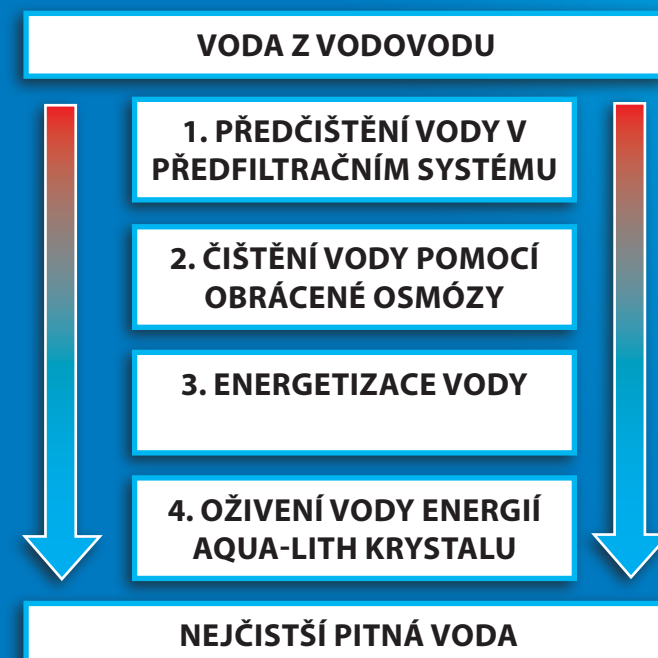 VODA Z VODOVODU
1. PŘEDČIŠTĚNÍ VODY V
PŘEDFILTRAČNÍM SYSTÉMU
2. ČIŠTĚNÍ VODY POMOCÍ
OBRÁCENÉ OSMÓZY
3. ENERGETIZACE VODY
4. OŽIVENÍ VODY ENERGIÍ
AQUA-LITH KRYSTALU
NEJČISTŠÍ PITNÁ VODA